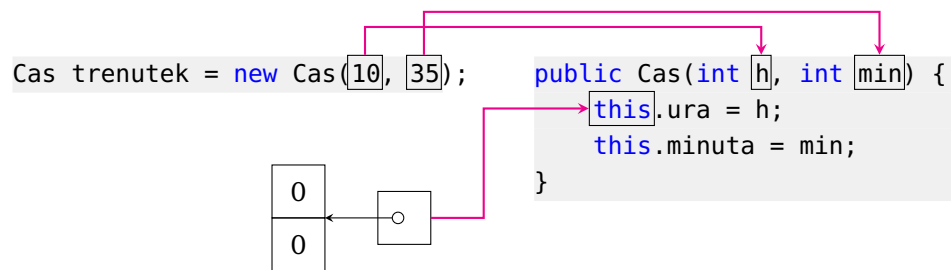 Cas trenutek = new Cas(10, 35);
public Cas(int h, int min) {
this.ura = h;
this.minuta = min;
}
0
0